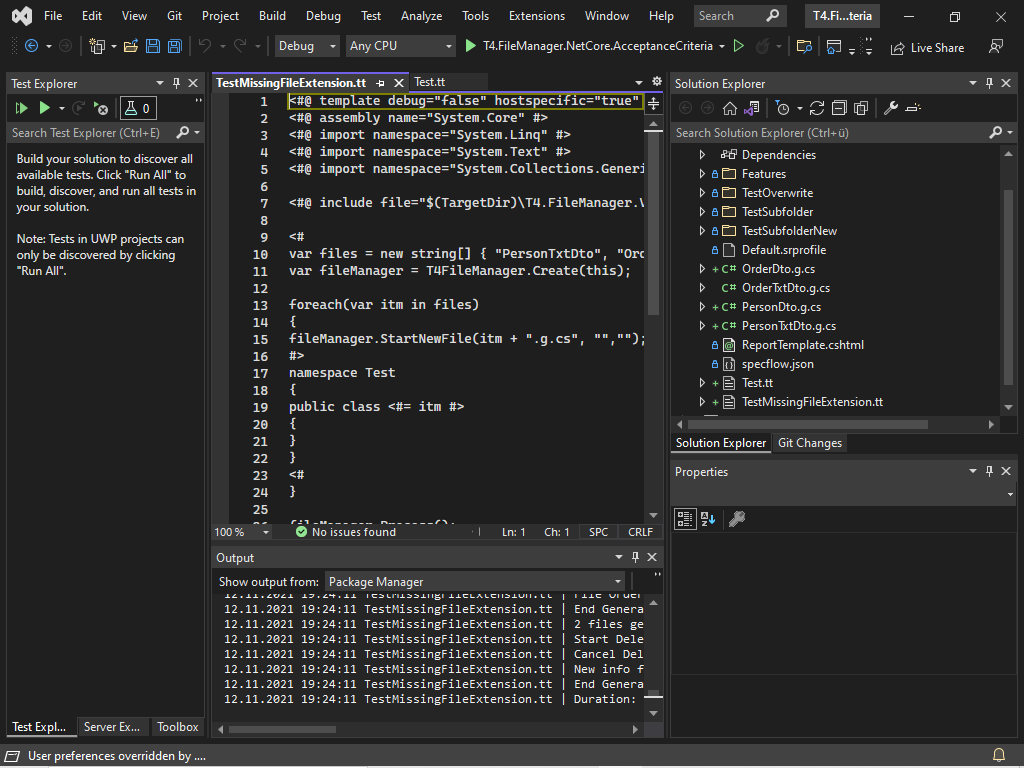 File Edit View Git Project Build Debug Test Analyze Tools Extensions Window Help Search T4.Fi...teria
Debug Any CPU T4.FileManager.NetCore.AcceptanceCriteria Live Share
Test Explorer
0
Search Test Explorer (Ctrl+E)
Build your solution to discover all
available tests. Click "Run All" to
build, discover, and run all tests in
your solution.
Note: Tests in UWP projects can
only be discovered by clicking
"Run All".
Test Expl... Server Ex... Toolbox
TestMissingFileExtension.tt Test.tt
1 <#@ template debug="false" hostspecific="true"
2 <#@ assembly name="System.Core" #>
3 <#@ import namespace="System.Linq" #>
4 <#@ import namespace="System.Text" #>
5 <#@ import namespace="System.Collections.Generi
6
7 <#@ include file="$(TargetDir)\T4.FileManager.V
8
9 <#
10 var files = new string[] { "PersonTxtDto", "Ord
11 var fileManager = T4FileManager.Create(this);
12
13 foreach(var itm in files)
14 {
15 fileManager.StartNewFile(itm + ".g.cs", "","");
16 #>
17 namespace Test
18 {
19 public class <#= itm #>
20 {
21 }
22 }
23 <#
24 }
25
26 fileManager.Process();
100 % No issues found Ln: 1 Ch: 1 SPC CRLF
Output
Show output from: Package Manager
12.11.2021 19:24:11 TestMissingFileExtension.tt | File Order
12.11.2021 19:24:11 TestMissingFileExtension.tt | End Genera
12.11.2021 19:24:11 TestMissingFileExtension.tt | 2 files ge
12.11.2021 19:24:11 TestMissingFileExtension.tt | Start Dele
12.11.2021 19:24:11 TestMissingFileExtension.tt | Cancel Del
12.11.2021 19:24:11 TestMissingFileExtension.tt | New info f
12.11.2021 19:24:11 TestMissingFileExtension.tt | End Genera
12.11.2021 19:24:11 TestMissingFileExtension.tt | Duration:
Solution Explorer
Search Solution Explorer (Ctrl+ü)
Dependencies
Features
TestOverwrite
TestSubfolder
TestSubfolderNew
Default.srprofile
+ C# OrderDto.g.cs
C# OrderTxtDto.g.cs
+ C# PersonDto.g.cs
+ C# PersonTxtDto.g.cs
ReportTemplate.cshtml
specflow.json
+ Test.tt
+ TestMissingFileExtension.tt
Solution Explorer Git Changes
Properties
User preferences overridden by ....